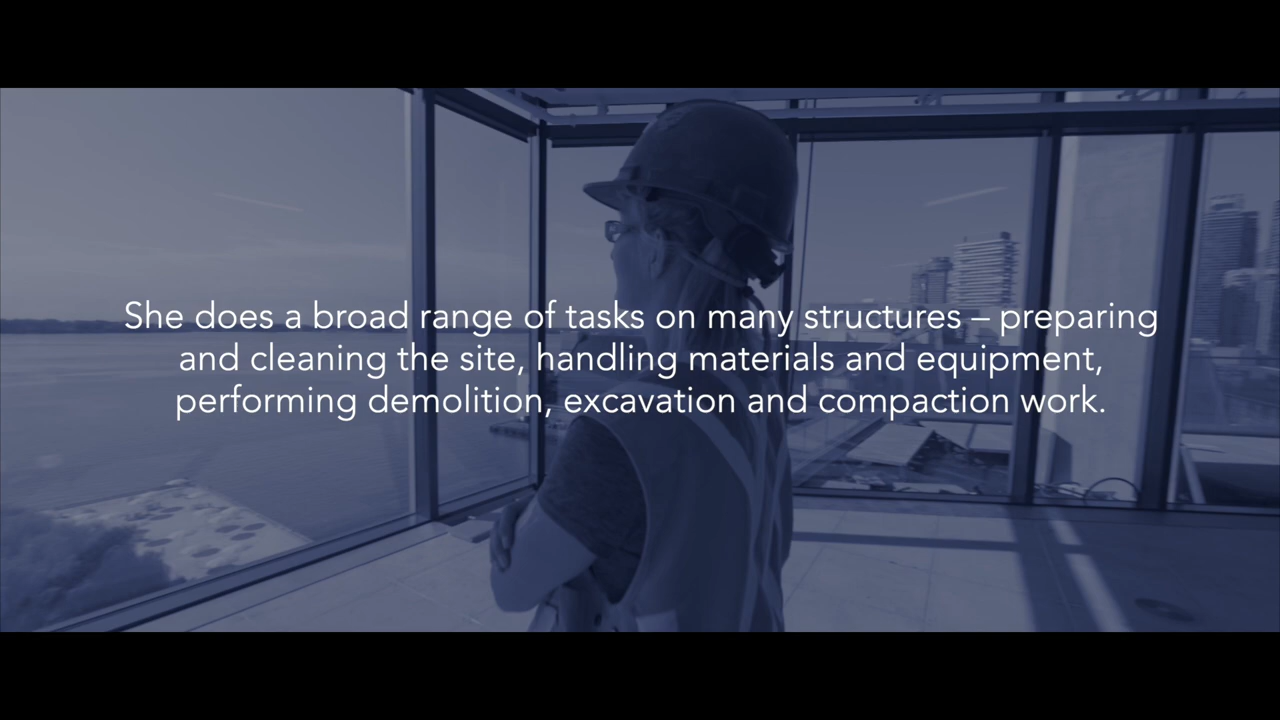 She does a broad range of tasks on many structures – preparing
and cleaning the site, handling materials and equipment,
performing demolition, excavation and compaction work.